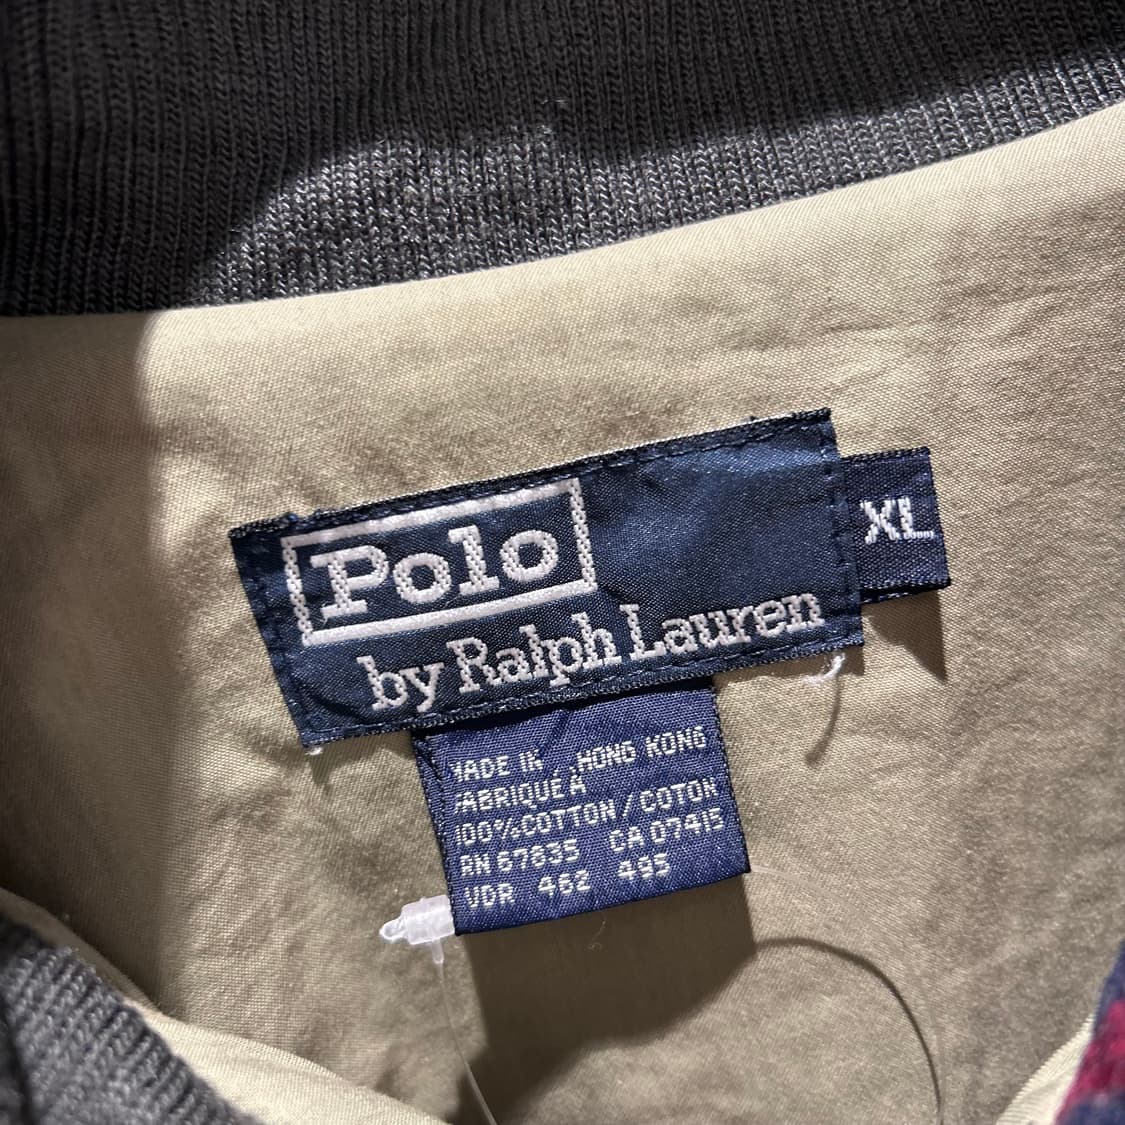 Polo
by Ralph Lauren
XL
MADE IN HONG KONG
FABRIQUÉ À
100% COTTON/COTON
RN 67835 CA 07415
VDR 462 495